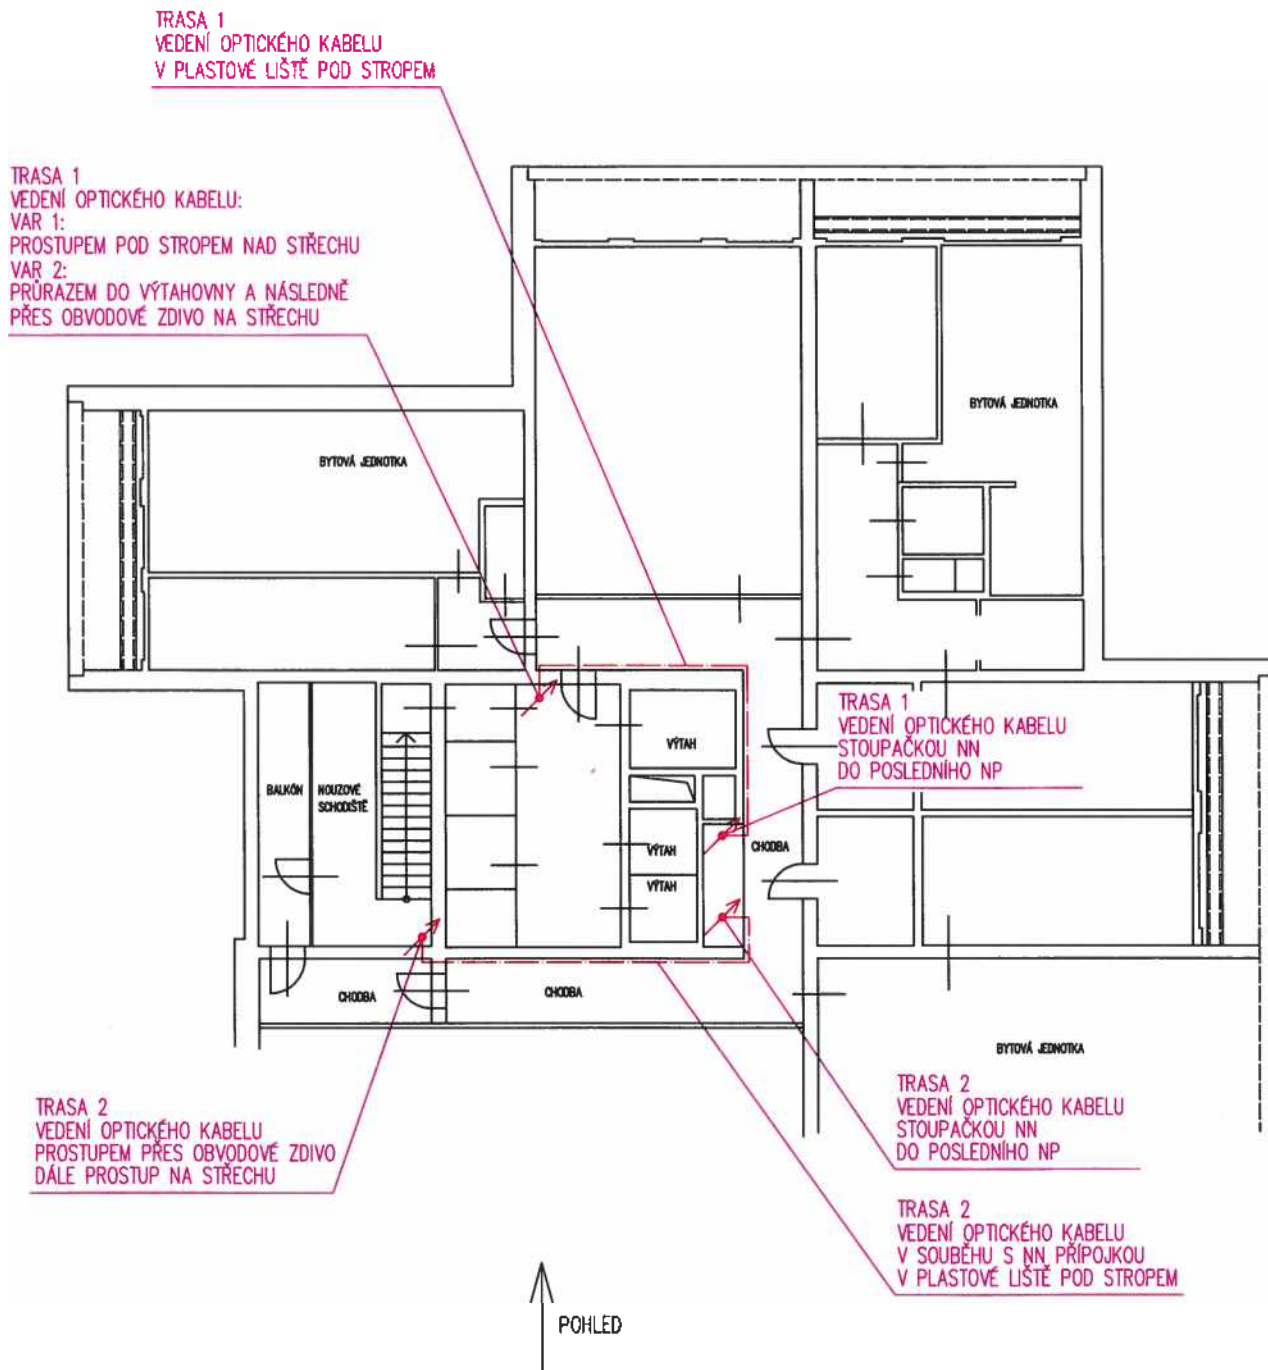 TRASA 1
VEDENÍ OPTICKÉHO KABELU
V PLASTOVÉ LIŠTĚ POD STROPEM
TRASA 1
VEDENÍ OPTICKÉHO KABELU:
VAR 1:
PROSTUPEM POD STROPEM NAD STŘECHU
VAR 2:
PRŮRAZEM DO VÝTAHOVNY A NÁSLEDNĚ
PŘES OBVODOVÉ ZDIVO NA STŘECHU
BYTOVÁ JEDNOTKA
BYTOVÁ JEDNOTKA
TRASA 1
VEDENÍ OPTICKÉHO KABELU
STOUPAČKOU NN
DO POSLEDNÍHO NP
VÝTAH
BALKÓN
NOUZOVÉ
SCHODIŠTĚ
VÝTAH
CHODBA
VÝTAH
CHODBA
CHODBA
BYTOVÁ JEDNOTKA
TRASA 2
VEDENÍ OPTICKÉHO KABELU
STOUPAČKOU NN
DO POSLEDNÍHO NP
TRASA 2
VEDENÍ OPTICKÉHO KABELU
PROSTUPEM PŘES OBVODOVÉ ZDIVO
DÁLE PROSTUP NA STŘECHU
TRASA 2
VEDENÍ OPTICKÉHO KABELU
V SOUBĚHU S NN PŘÍPOJKOU
V PLASTOVÉ LIŠTĚ POD STROPEM
POHLED